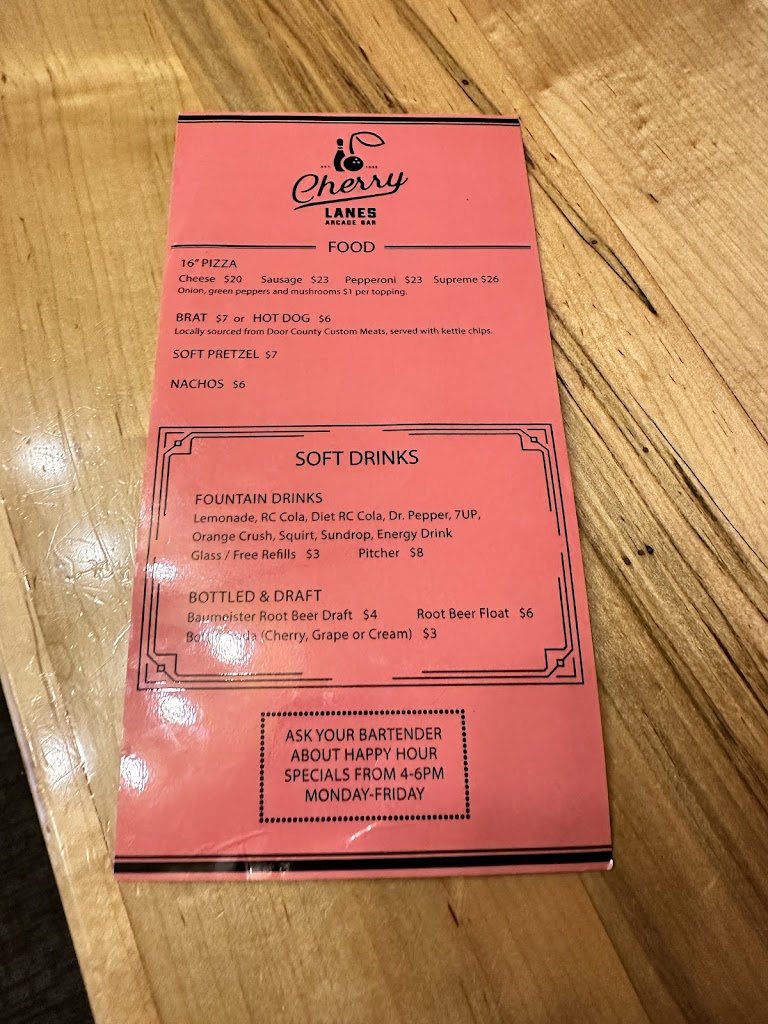 Cherry
LANES
ARCADE BAR
FOOD
16" PIZZA
Cheese $20 Sausage $23 Pepperoni $23 Supreme $26
Onion, green peppers and mushrooms $1 per topping.
BRAT $7 or HOT DOG $6
Locally sourced from Door County Custom Meats, served with kettle chips.
SOFT PRETZEL $7
NACHOS $6
SOFT DRINKS
FOUNTAIN DRINKS
Lemonade, RC Cola, Diet RC Cola, Dr. Pepper, 7UP,
Orange Crush, Squirt, Sundrop, Energy Drink
Glass / Free Refills $3 Pitcher $8
BOTTLED & DRAFT
Baumeister Root Beer Draft $4 Root Beer Float $6
(Cherry, Grape or Cream) $3
ASK YOUR BARTENDER
ABOUT HAPPY HOUR
SPECIALS FROM 4-6PM
MONDAY-FRIDAY